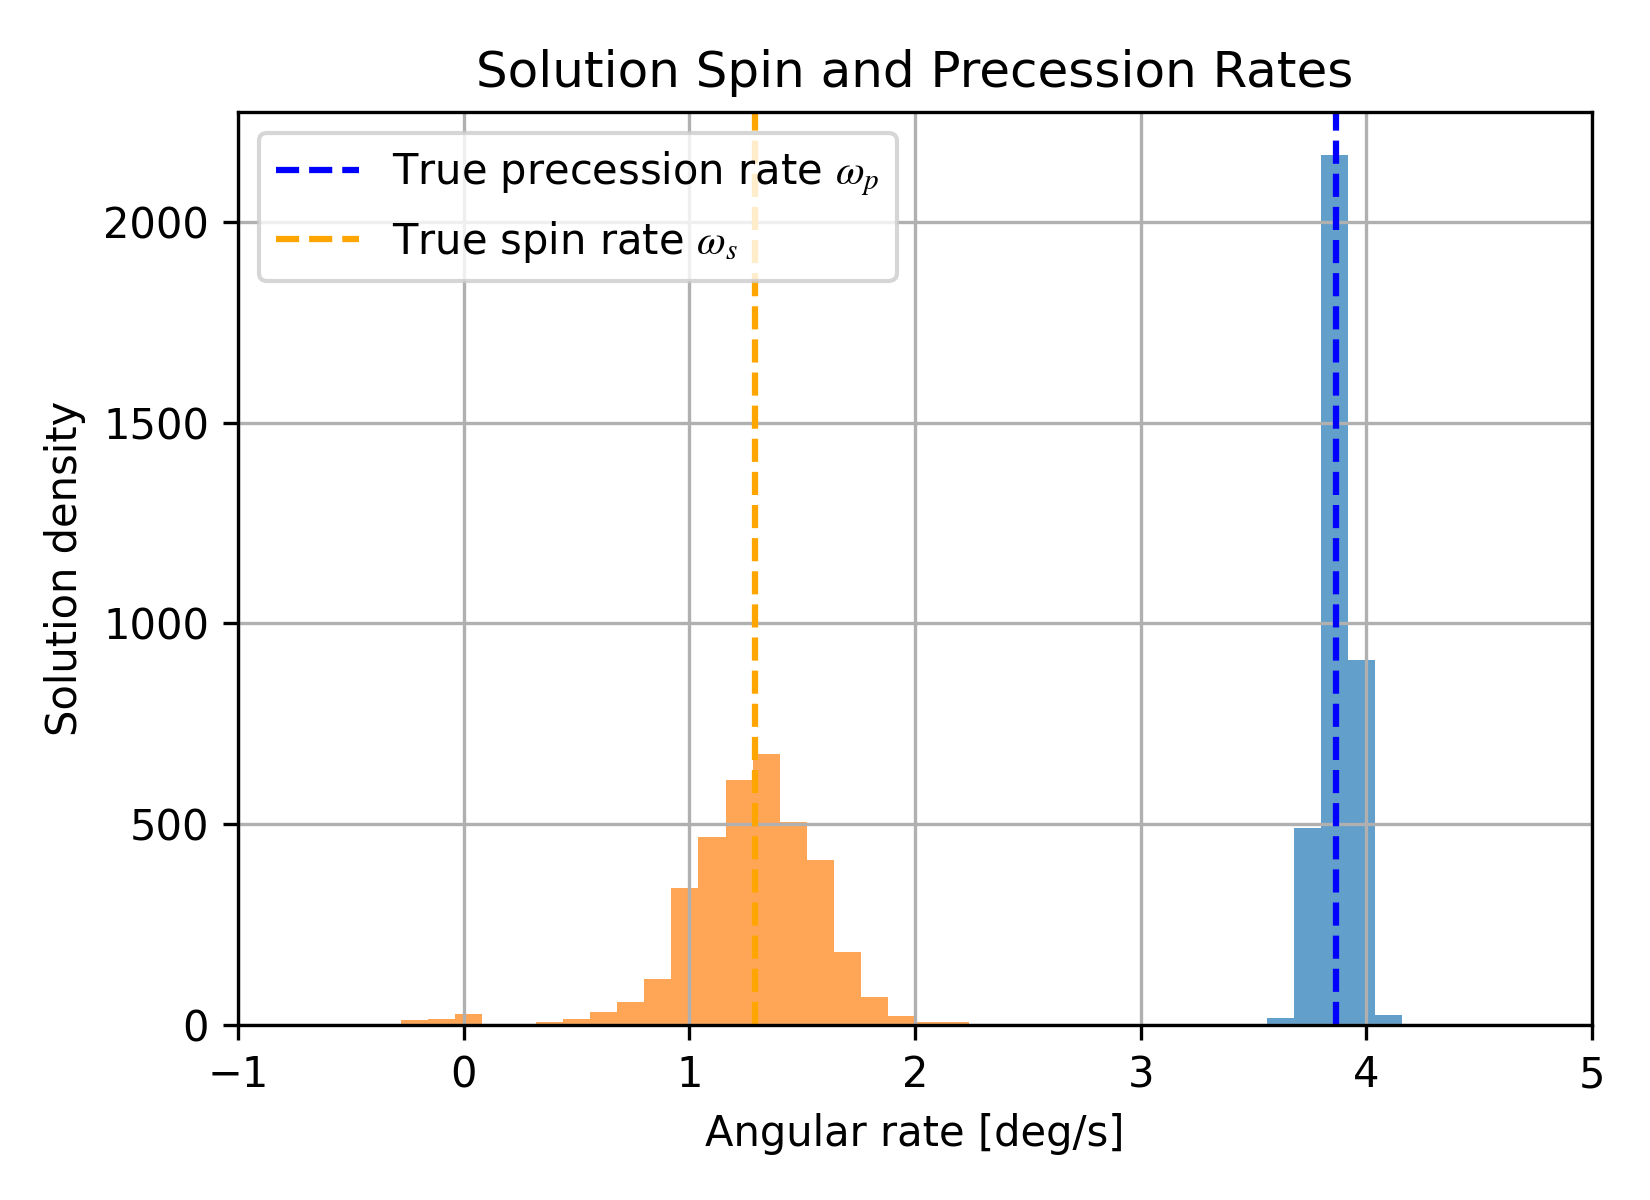 Solution Spin and Precession Rates
True precession rate ωₚ
True spin rate ωₛ
Solution density
2000
1500
1000
500
0
−1 0 1 2 3 4 5
Angular rate [deg/s]